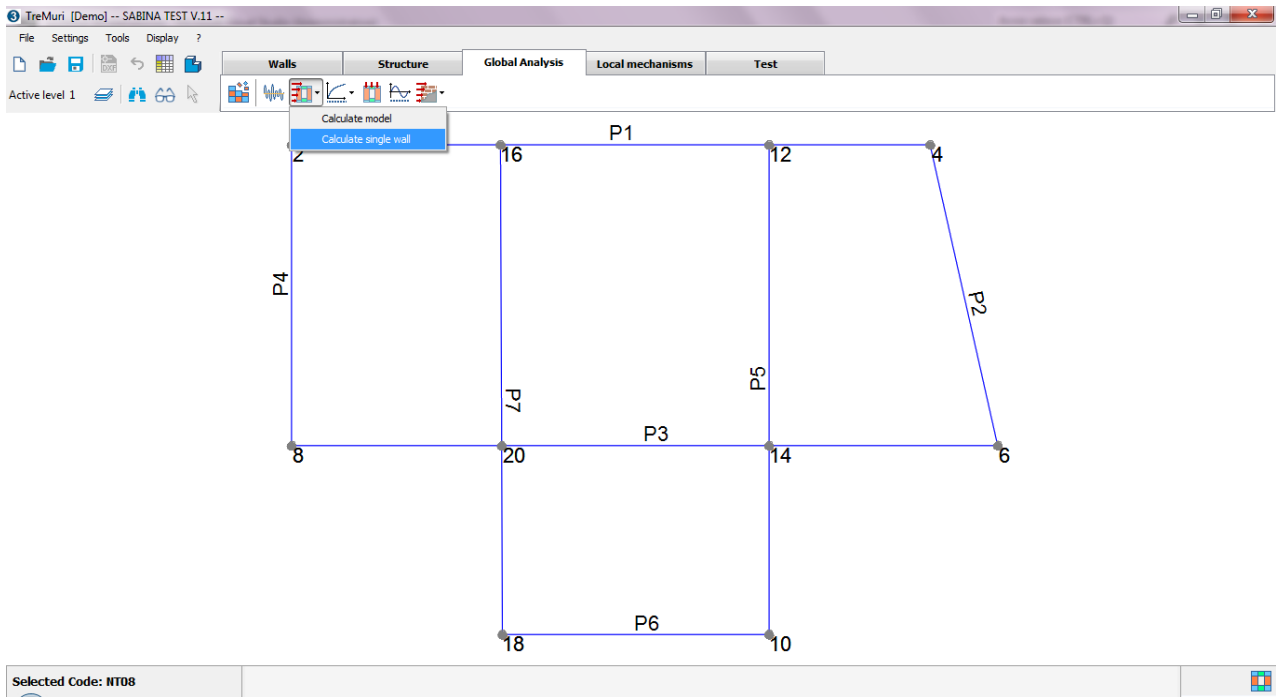 TreMuri [Demo] -- SABINA TEST V.11 --
File Settings Tools Display ?
Walls Structure Global Analysis Local mechanisms Test
Active level 1
Calculate model
Calculate single wall
P1
2 16 12 4
P4
P2
P5
P7
P3
8 20 14 6
P6
18 10
Selected Code: NT08